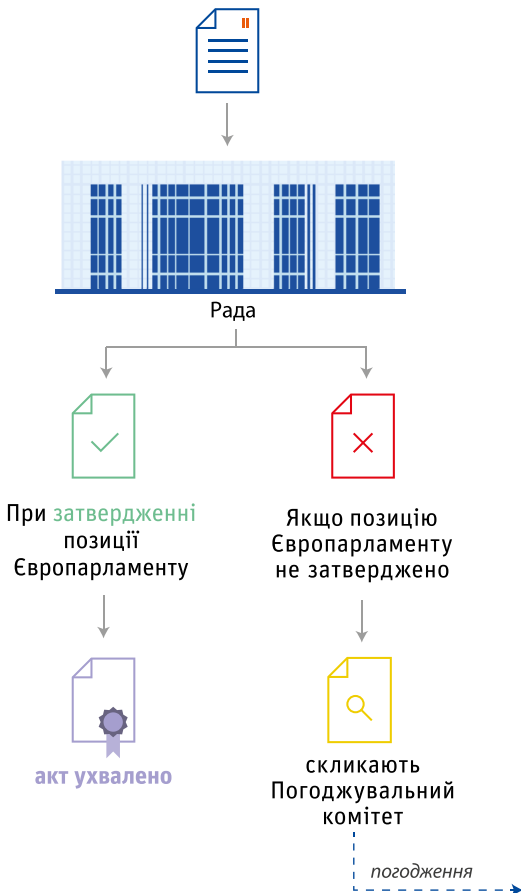 Рада
При затвердженні
позиції
Європарламенту
Якщо позицію
Європарламенту
не затверджено
акт ухвалено
скликають
Погоджувальний
комітет
погодження